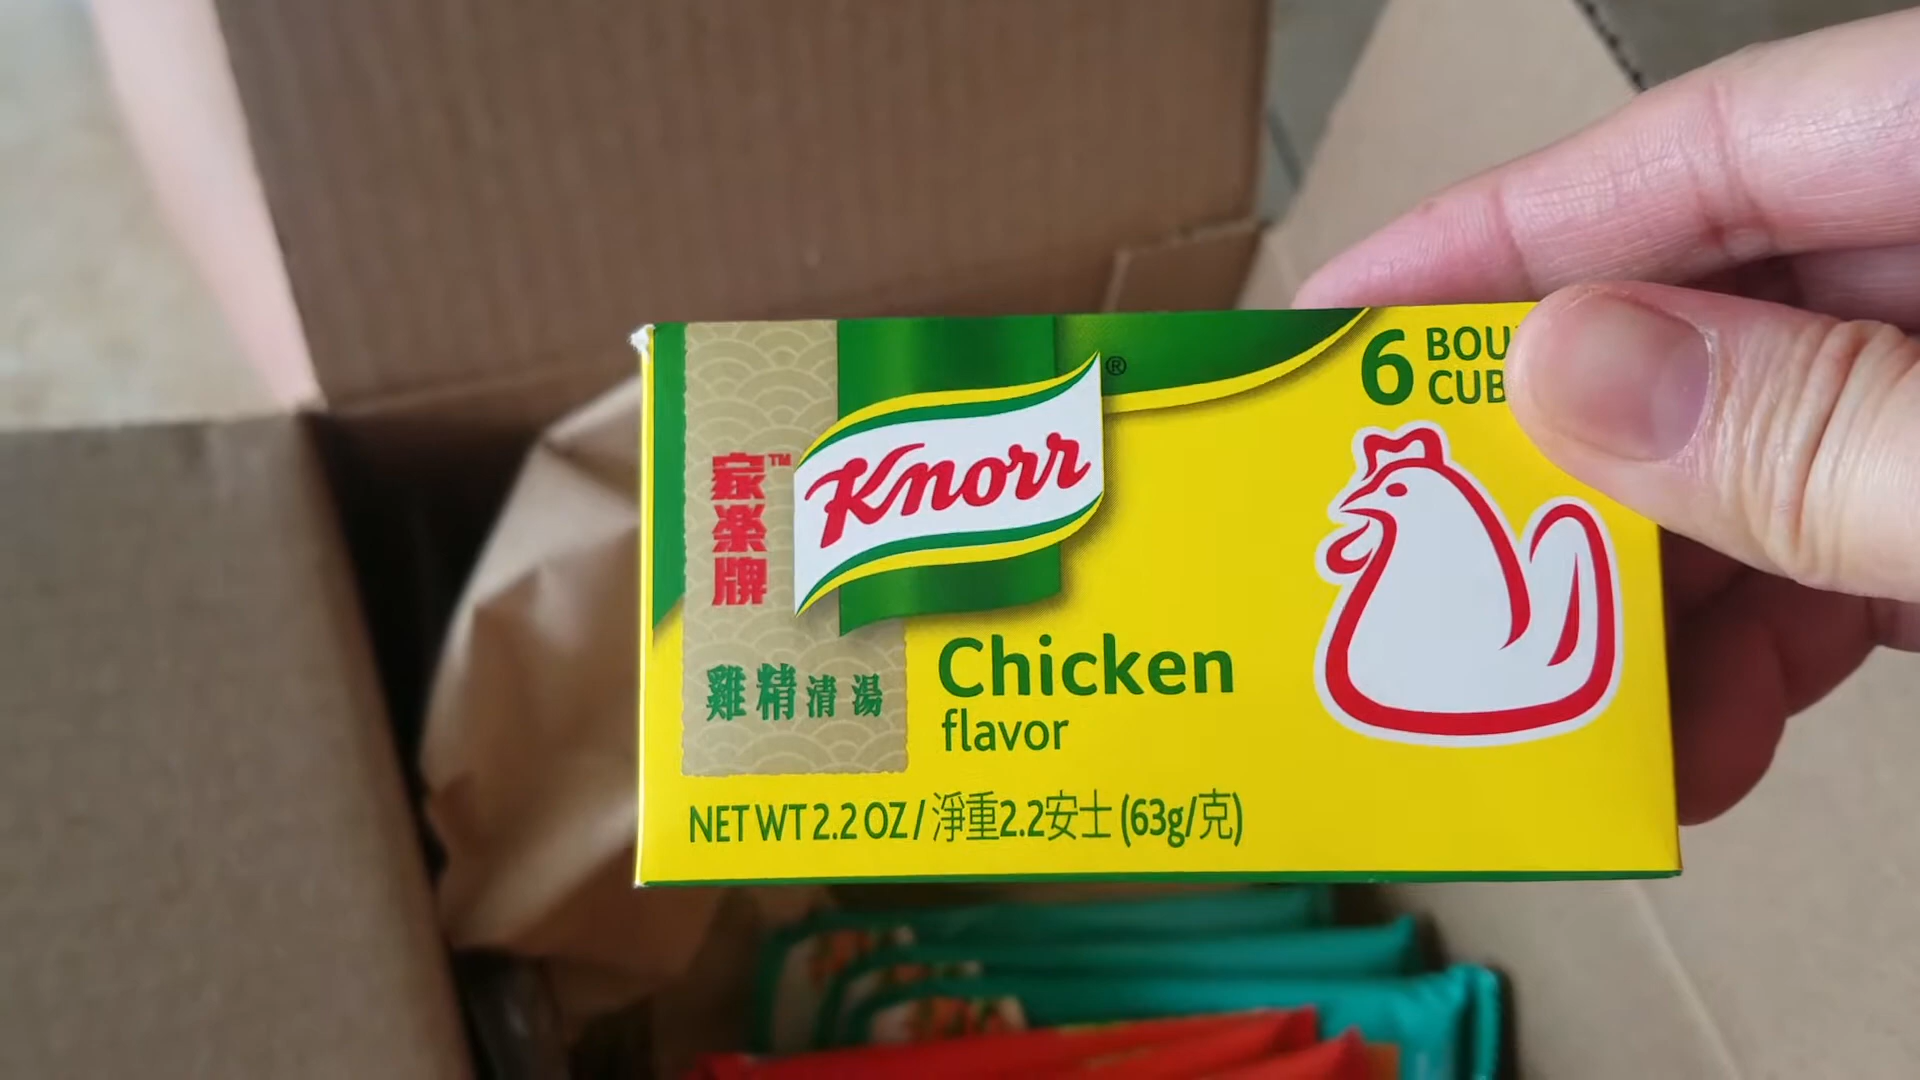 家楽牌™
Knorr®
6 BOU
CUB
雞精清湯
Chicken
flavor
NET WT 2.2 OZ / 淨重2.2安士 (63g/克)